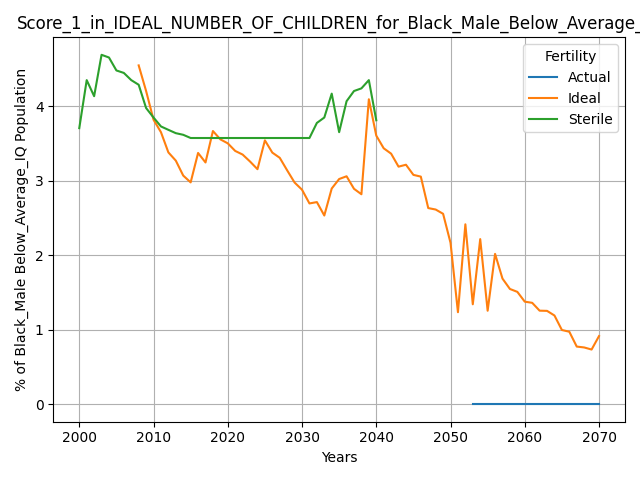 Score_1_in_IDEAL_NUMBER_OF_CHILDREN_for_Black_Male_Below_Average_
% of Black_Male Below_Average_IQ Population
4
3
2
1
0
Fertility
Actual
Ideal
Sterile
2000 2010 2020 2030 2040 2050 2060 2070
Years